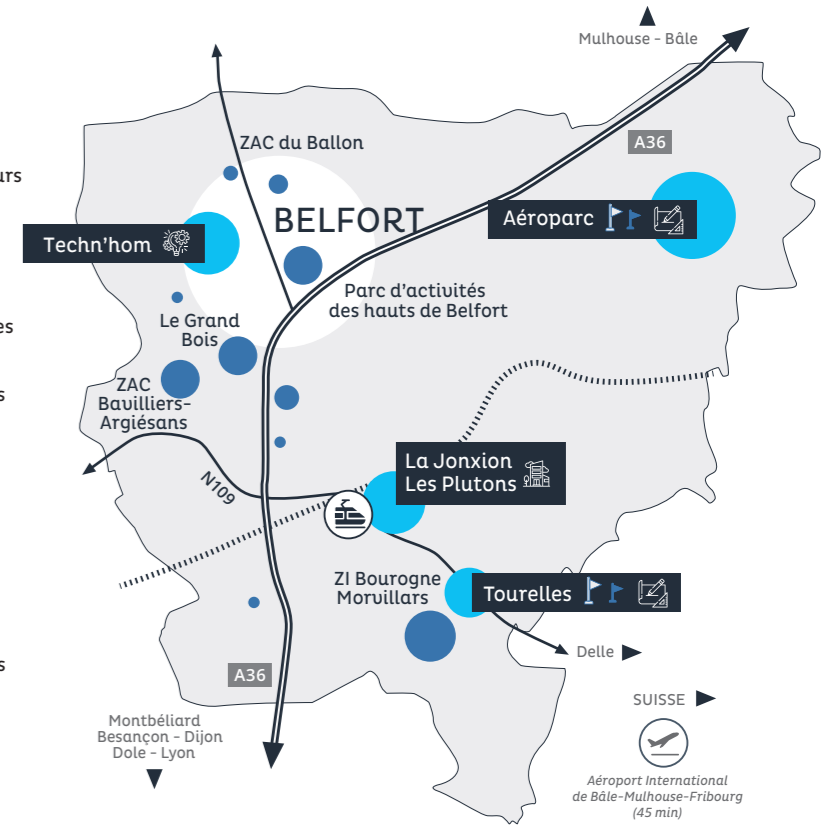 Mulhouse - Bâle
A36
ZAC du Ballon
urs
BELFORT
Aéroparc
Techn'hom
Parc d'activités
des hauts de Belfort
es
Le Grand
Bois
s
ZAC
Bavilliers-
Argiésans
La Jonxion
Les Plutons
N109
ZI Bourogne
Morvillars
Tourelles
Delle
s
A36
SUISSE
Montbéliard
Besançon - Dijon
Dole - Lyon
Aéroport International
de Bâle-Mulhouse-Fribourg
(45 min)